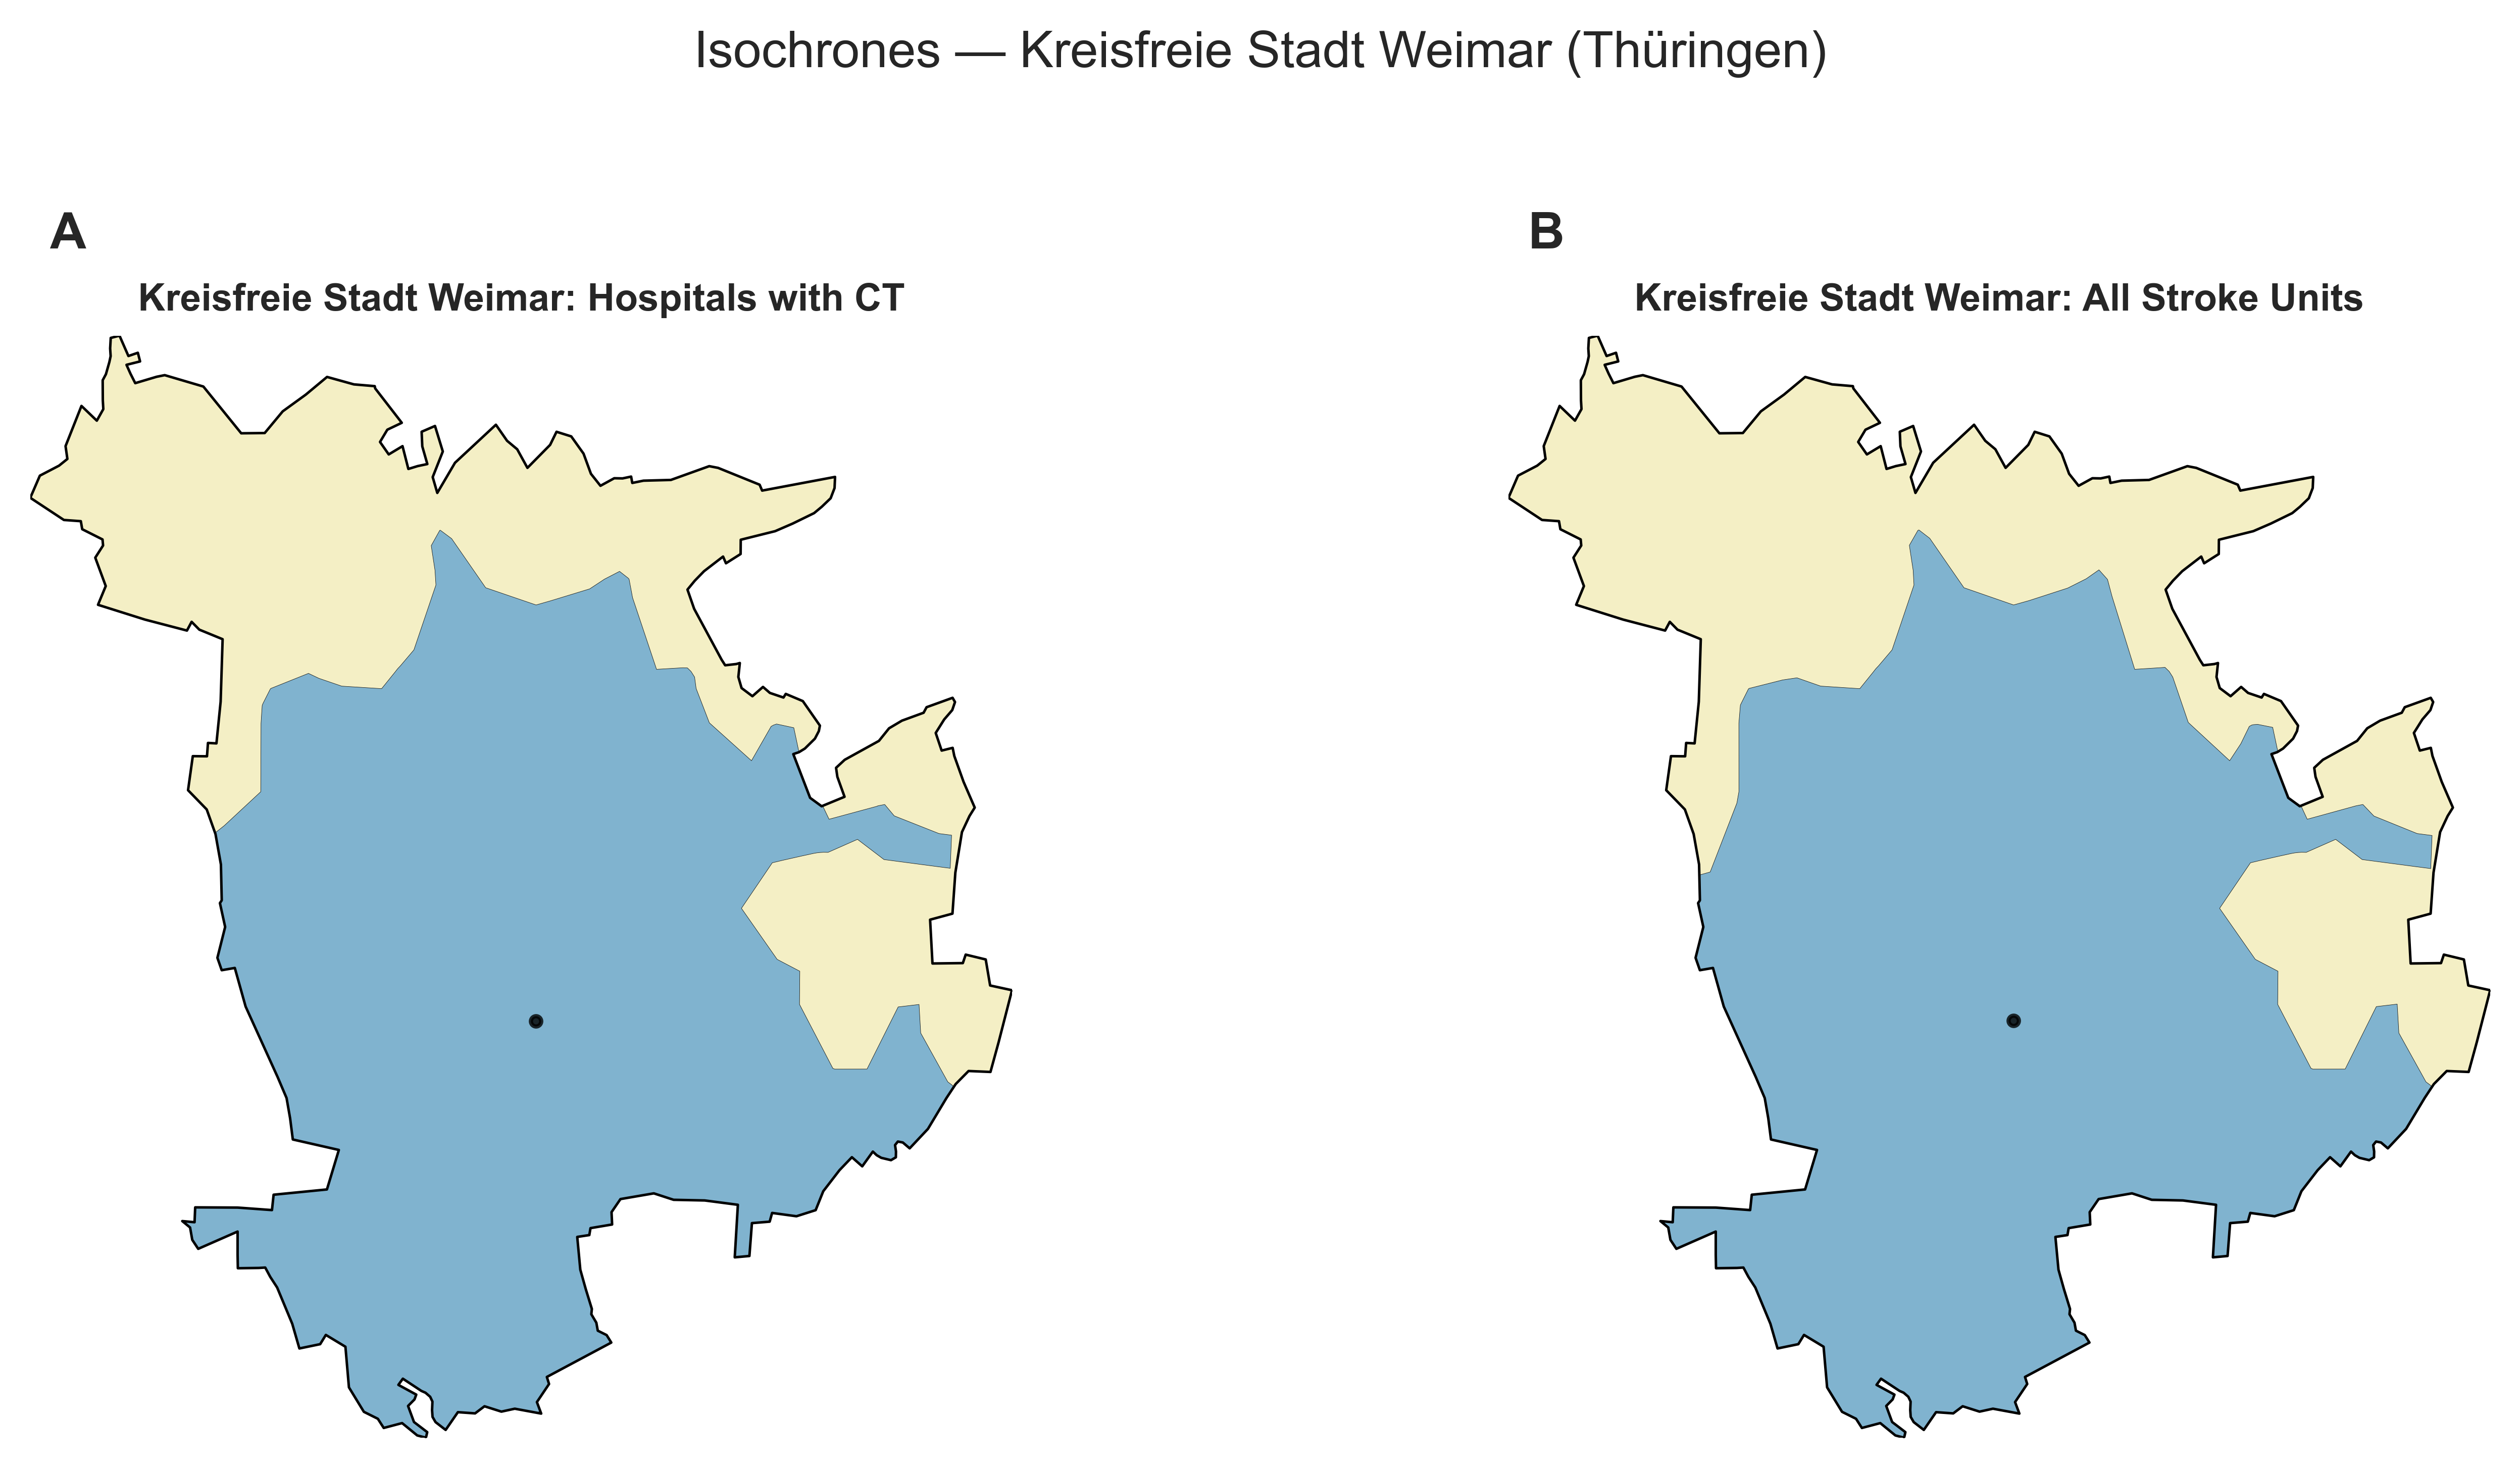 Isochrones — Kreisfreie Stadt Weimar (Thüringen)
A
Kreisfreie Stadt Weimar: Hospitals with CT
B
Kreisfreie Stadt Weimar: All Stroke Units